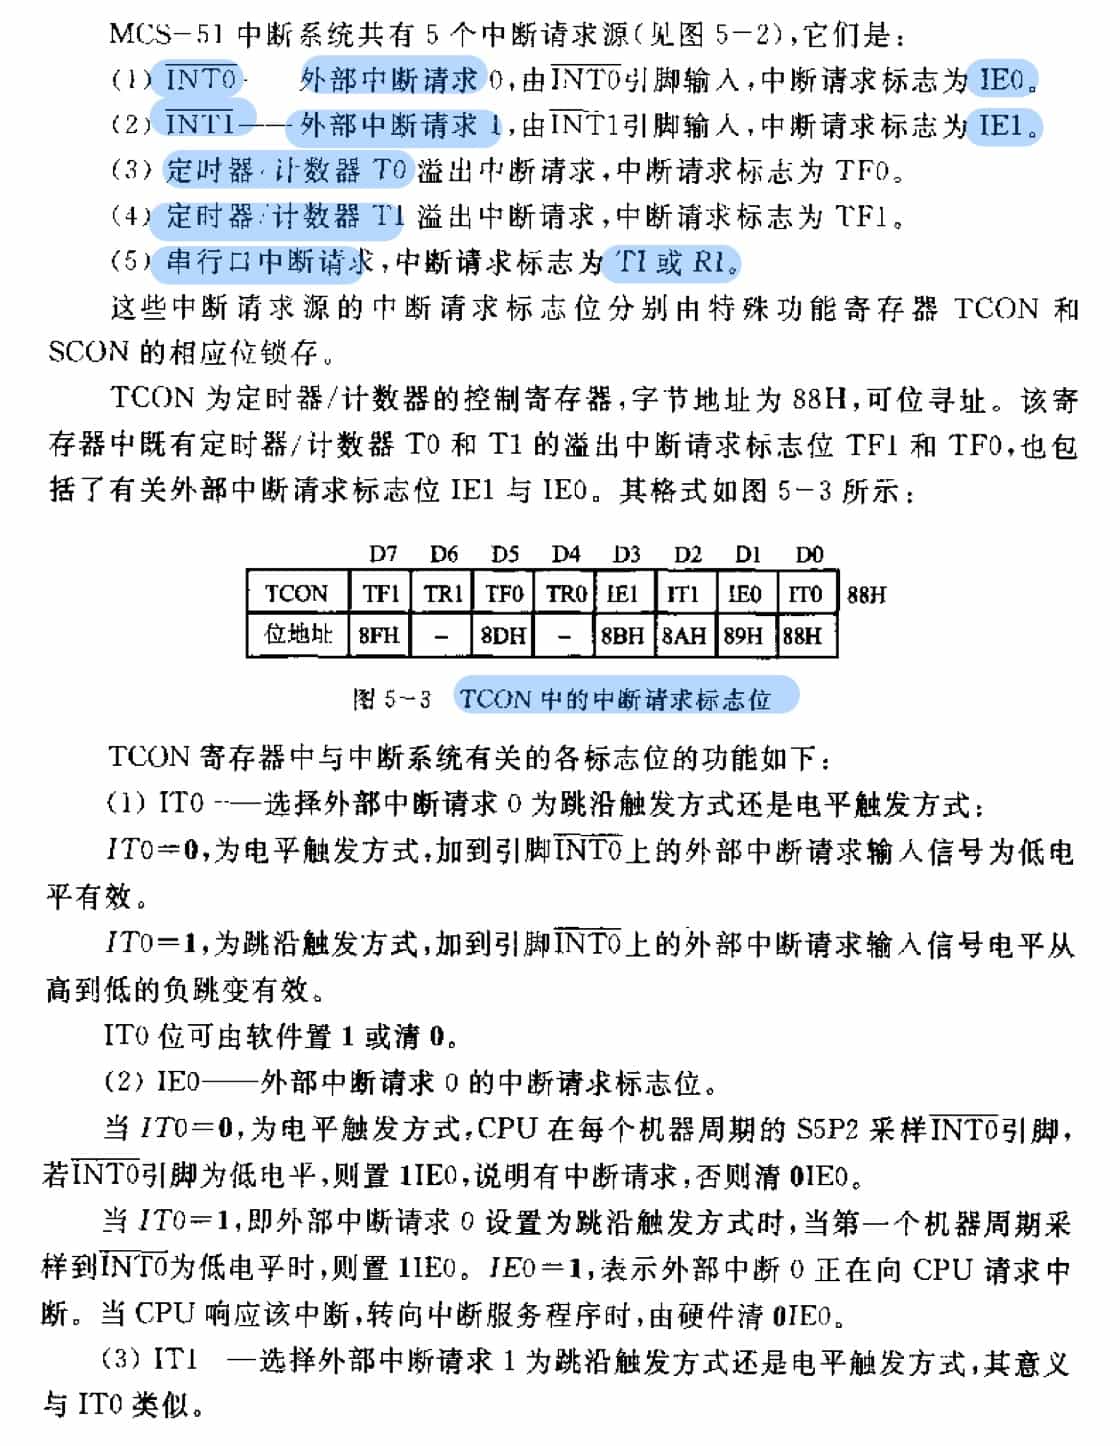 MCS-51 中断系统共有 5 个中断请求源(见图 5-2),它们是:
(1) INT0 外部中断请求 0,由INT0引脚输入,中断请求标志为 IE0。
(2) INT1——外部中断请求 1,由INT1引脚输入,中断请求标志为 IE1。
(3) 定时器/计数器 T0 溢出中断请求,中断请求标志为 TF0。
(4) 定时器/计数器 T1 溢出中断请求,中断请求标志为 TF1。
(5) 串行口中断请求,中断请求标志为 TI 或 RI。
这些中断请求源的中断请求标志位分别由特殊功能寄存器 TCON 和
SCON 的相应位锁存。
TCON 为定时器/计数器的控制寄存器,字节地址为 88H,可位寻址。该寄
存器中既有定时器/计数器 T0 和 T1 的溢出中断请求标志位 TF1 和 TF0,也包
括了有关外部中断请求标志位 IE1 与 IE0。其格式如图 5-3 所示:
D7 D6 D5 D4 D3 D2 D1 D0
TCON TF1 TR1 TF0 TR0 IE1 IT1 IE0 IT0 88H
位地址 8FH - 8DH - 8BH 8AH 89H 88H
图 5-3 TCON 中的中断请求标志位
TCON 寄存器中与中断系统有关的各标志位的功能如下:
(1) IT0——选择外部中断请求 0 为跳沿触发方式还是电平触发方式:
IT0=0,为电平触发方式,加到引脚INT0上的外部中断请求输入信号为低电
平有效。
IT0=1,为跳沿触发方式,加到引脚INT0上的外部中断请求输入信号电平从
高到低的负跳变有效。
IT0 位可由软件置 1 或清 0。
(2) IE0——外部中断请求 0 的中断请求标志位。
当 IT0=0,为电平触发方式,CPU 在每个机器周期的 S5P2 采样INT0引脚,
若INT0引脚为低电平,则置 1IE0,说明有中断请求,否则清 0IE0。
当 IT0=1,即外部中断请求 0 设置为跳沿触发方式时,当第一个机器周期采
样到INT0为低电平时,则置 1IE0。IE0=1,表示外部中断 0 正在向 CPU 请求中
断。当 CPU 响应该中断,转向中断服务程序时,由硬件清 0IE0。
(3) IT1 —选择外部中断请求 1 为跳沿触发方式还是电平触发方式,其意义
与 IT0 类似。